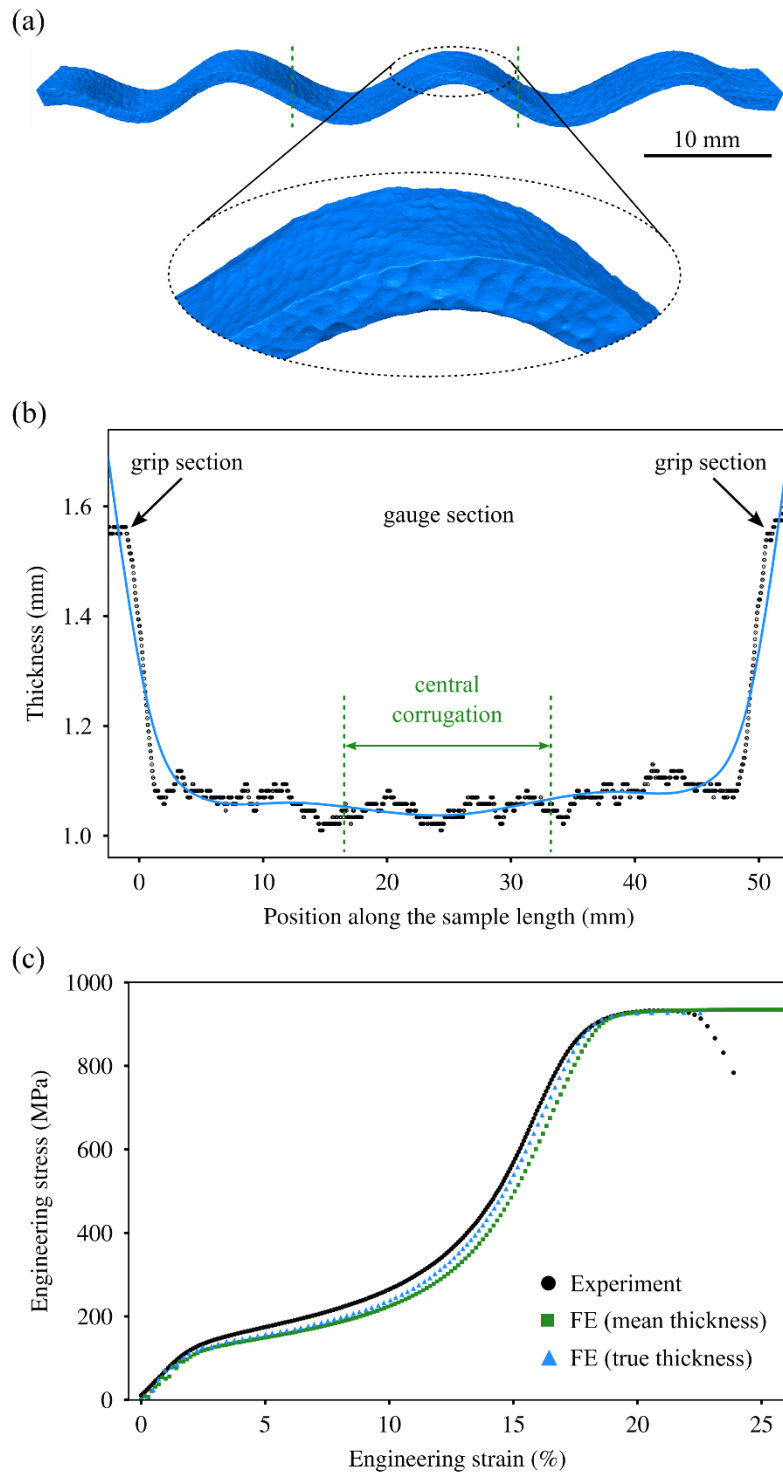 (a)
10 mm
(b)
grip section
grip section
gauge section
central
corrugation
Thickness (mm)
1.6
1.4
1.2
1.0
0
10
20
30
40
50
Position along the sample length (mm)
(c)
Engineering stress (MPa)
1000
800
600
400
200
0
Experiment
FE (mean thickness)
FE (true thickness)
0
5
10
15
20
25
Engineering strain (%)